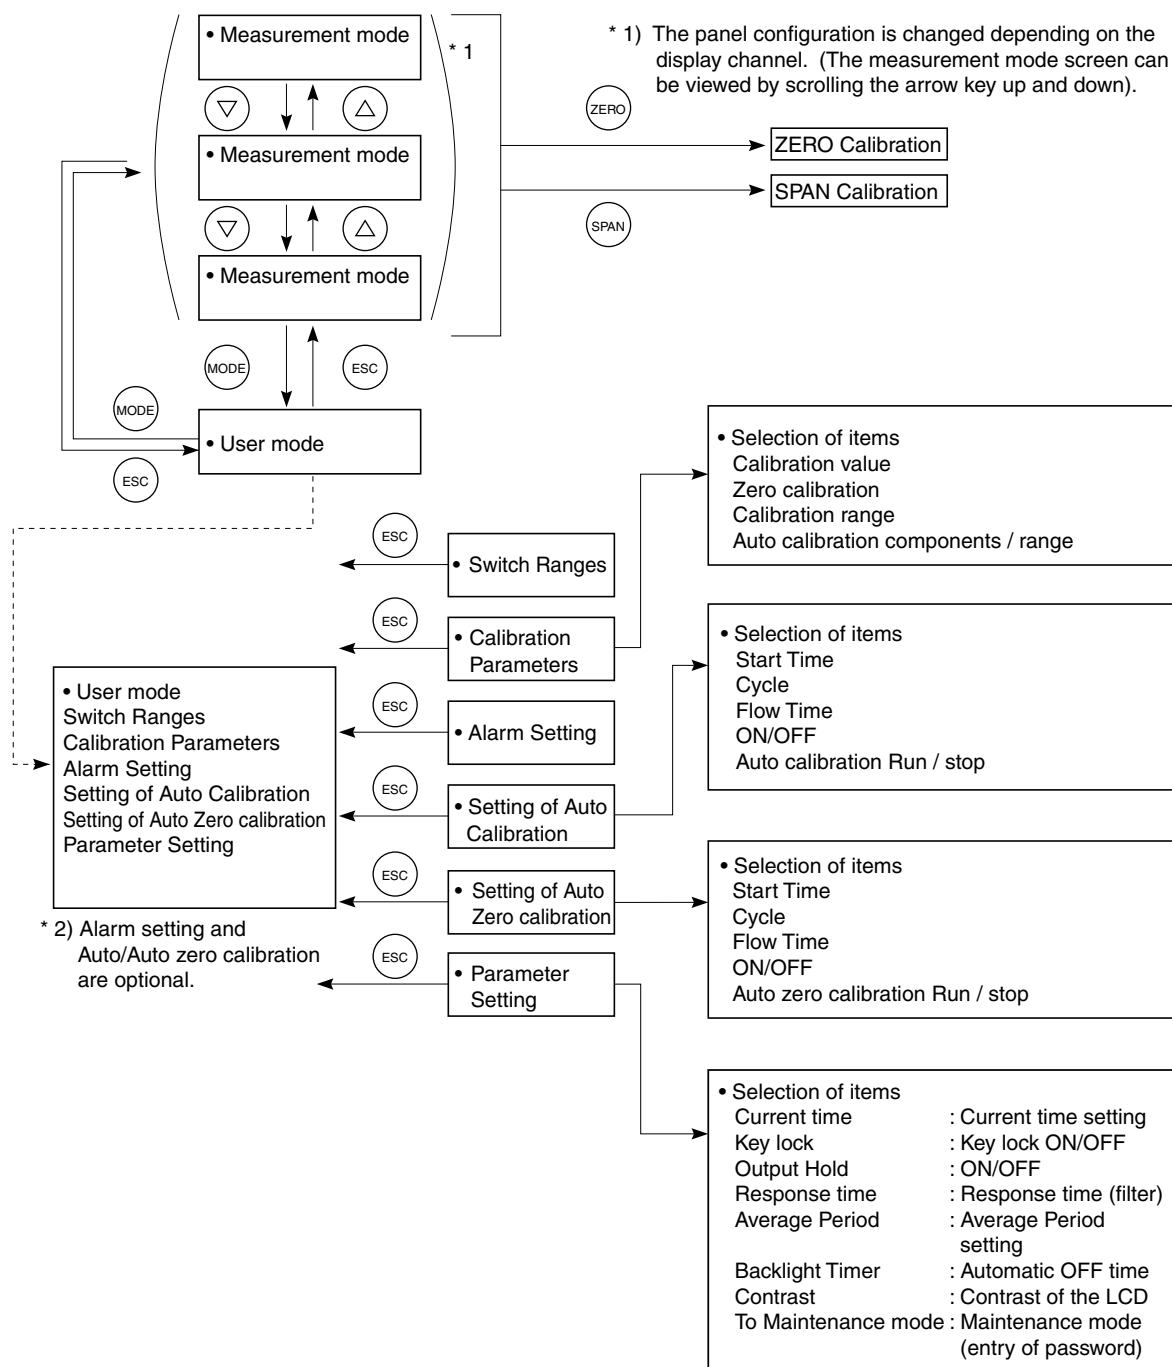 • Measurement mode
* 1
* 1) The panel configuration is changed depending on the
display channel. (The measurement mode screen can
be viewed by scrolling the arrow key up and down).
ZERO
• Measurement mode
ZERO Calibration
SPAN Calibration
SPAN
• Measurement mode
MODE
ESC
MODE
• User mode
ESC
• Selection of items
Calibration value
Zero calibration
Calibration range
Auto calibration components / range
ESC
• Switch Ranges
ESC
• Calibration
Parameters
• Selection of items
Start Time
Cycle
Flow Time
ON/OFF
Auto calibration Run / stop
• User mode
Switch Ranges
Calibration Parameters
Alarm Setting
Setting of Auto Calibration
Setting of Auto Zero calibration
Parameter Setting
ESC
• Alarm Setting
ESC
• Setting of Auto
Calibration
ESC
• Setting of Auto
Zero calibration
• Selection of items
Start Time
Cycle
Flow Time
ON/OFF
Auto zero calibration Run / stop
* 2) Alarm setting and
Auto/Auto zero calibration
are optional.
ESC
• Parameter
Setting
• Selection of items
Current time : Current time setting
Key lock : Key lock ON/OFF
Output Hold : ON/OFF
Response time : Response time (filter)
Average Period : Average Period
setting
Backlight Timer : Automatic OFF time
Contrast : Contrast of the LCD
To Maintenance mode : Maintenance mode
(entry of password)